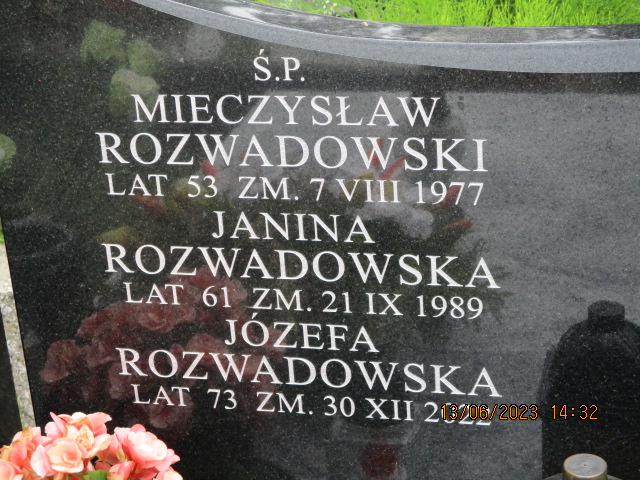 Ś.P.
MIECZYSŁAW
ROZWADOWSKI
LAT 53 ZM. 7 VIII 1977
JANINA
ROZWADOWSKA
LAT 61 ZM. 21 IX 1989
JÓZEFA
ROZWADOWSKA
LAT 73 ZM. 30 XII 2022
13/06/2023 14:32